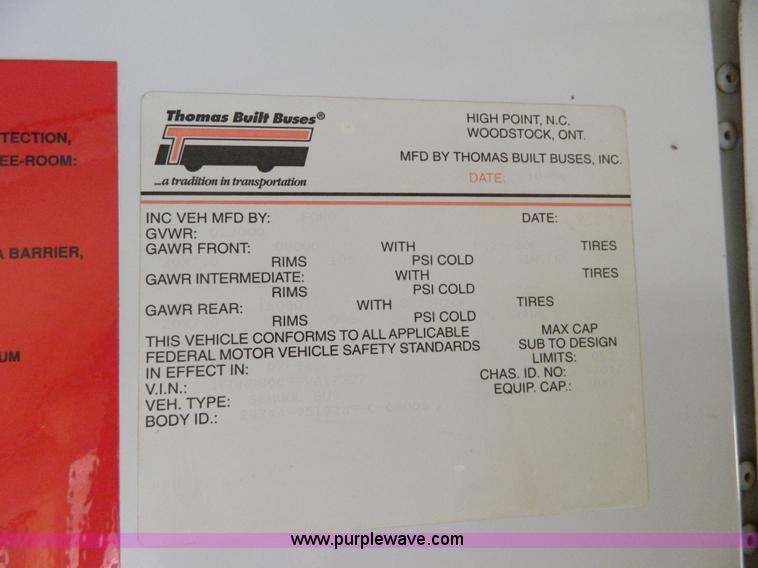 TECTION,
EE-ROOM:
A BARRIER,
UM
Thomas Built Buses®
...a tradition in transportation
HIGH POINT, N.C.
WOODSTOCK, ONT.
MFD BY THOMAS BUILT BUSES, INC.
DATE:
INC VEH MFD BY: FORD DATE:
GVWR:
GAWR FRONT: WITH TIRES
RIMS PSI COLD
GAWR INTERMEDIATE: WITH TIRES
RIMS PSI COLD
GAWR REAR: WITH TIRES
RIMS PSI COLD
THIS VEHICLE CONFORMS TO ALL APPLICABLE
FEDERAL MOTOR VEHICLE SAFETY STANDARDS
IN EFFECT IN:
V.I.N.:
VEH. TYPE: SCHOOL BUS
BODY ID.:
MAX CAP
SUB TO DESIGN
LIMITS:
CHAS. ID NO.:
EQUIP. CAP.:
www.purplewave.com